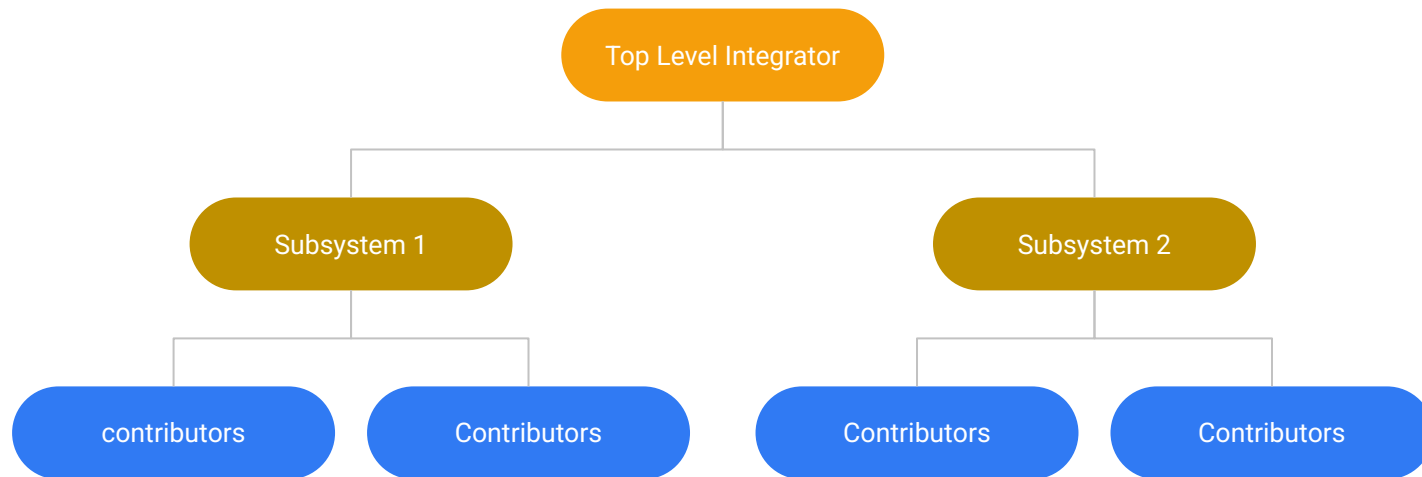 Top Level Integrator
Subsystem 1
Subsystem 2
contributors
Contributors
Contributors
Contributors